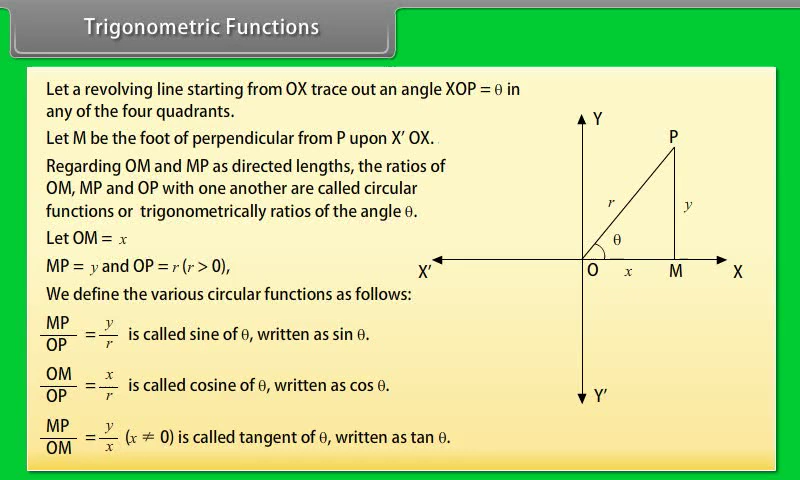 Trigonometric Functions
Let a revolving line starting from OX trace out an angle XOP = θ in
any of the four quadrants.
Let M be the foot of perpendicular from P upon X′ OX.
Regarding OM and MP as directed lengths, the ratios of
OM, MP and OP with one another are called circular
functions or trigonometrically ratios of the angle θ.
Let OM = x
MP = y and OP = r (r > 0),
We define the various circular functions as follows:
MP/OP = y/r is called sine of θ, written as sin θ.
OM/OP = x/r is called cosine of θ, written as cos θ.
MP/OM = y/x (x ≠ 0) is called tangent of θ, written as tan θ.
Y
P
r
y
θ
X′
O
x
M
X
Y′